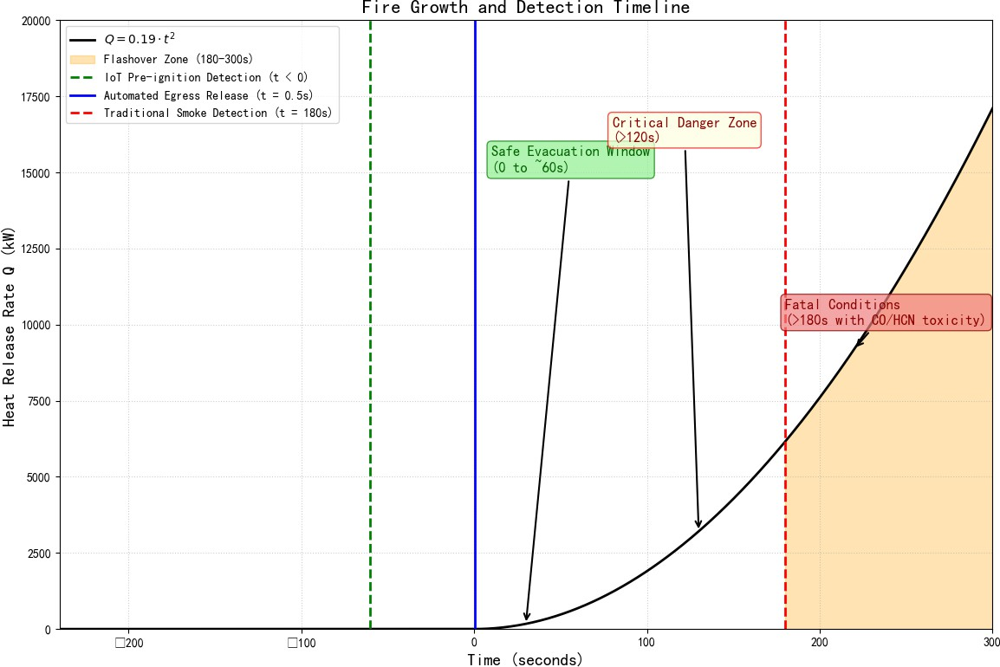 Fire Growth and Detection Timeline
Q = 0.19 · t²
Flashover Zone (180-300s)
IoT Pre-ignition Detection (t < 0)
Automated Egress Release (t = 0.5s)
Traditional Smoke Detection (t = 180s)
Critical Danger Zone
(>120s)
Safe Evacuation Window
(0 to ~60s)
Fatal Conditions
(>180s with CO/HCN toxicity)
Heat Release Rate Q (kW)
20000
17500
15000
12500
10000
7500
5000
2500
0
□200
□100
0
100
200
300
Time (seconds)